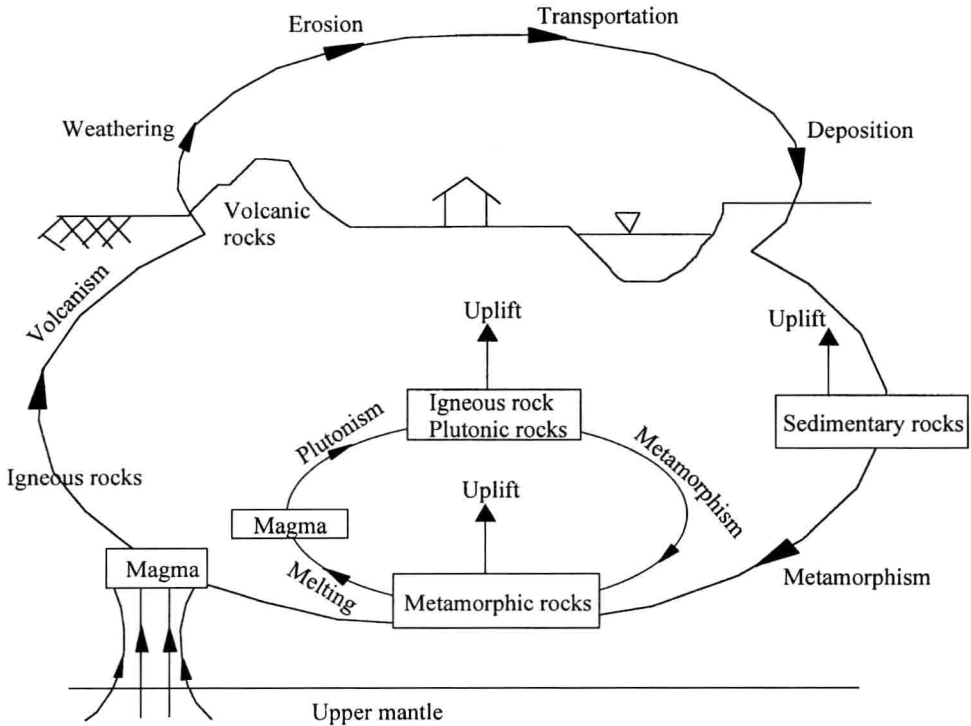 Erosion
Transportation
Weathering
Deposition
Volcanic
rocks
Volcanism
Uplift
Uplift
Igneous rock
Plutonic rocks
Sedimentary rocks
Plutonism
Metamorphism
Igneous rocks
Uplift
Magma
Magma
Melting
Metamorphic rocks
Metamorphism
Upper mantle